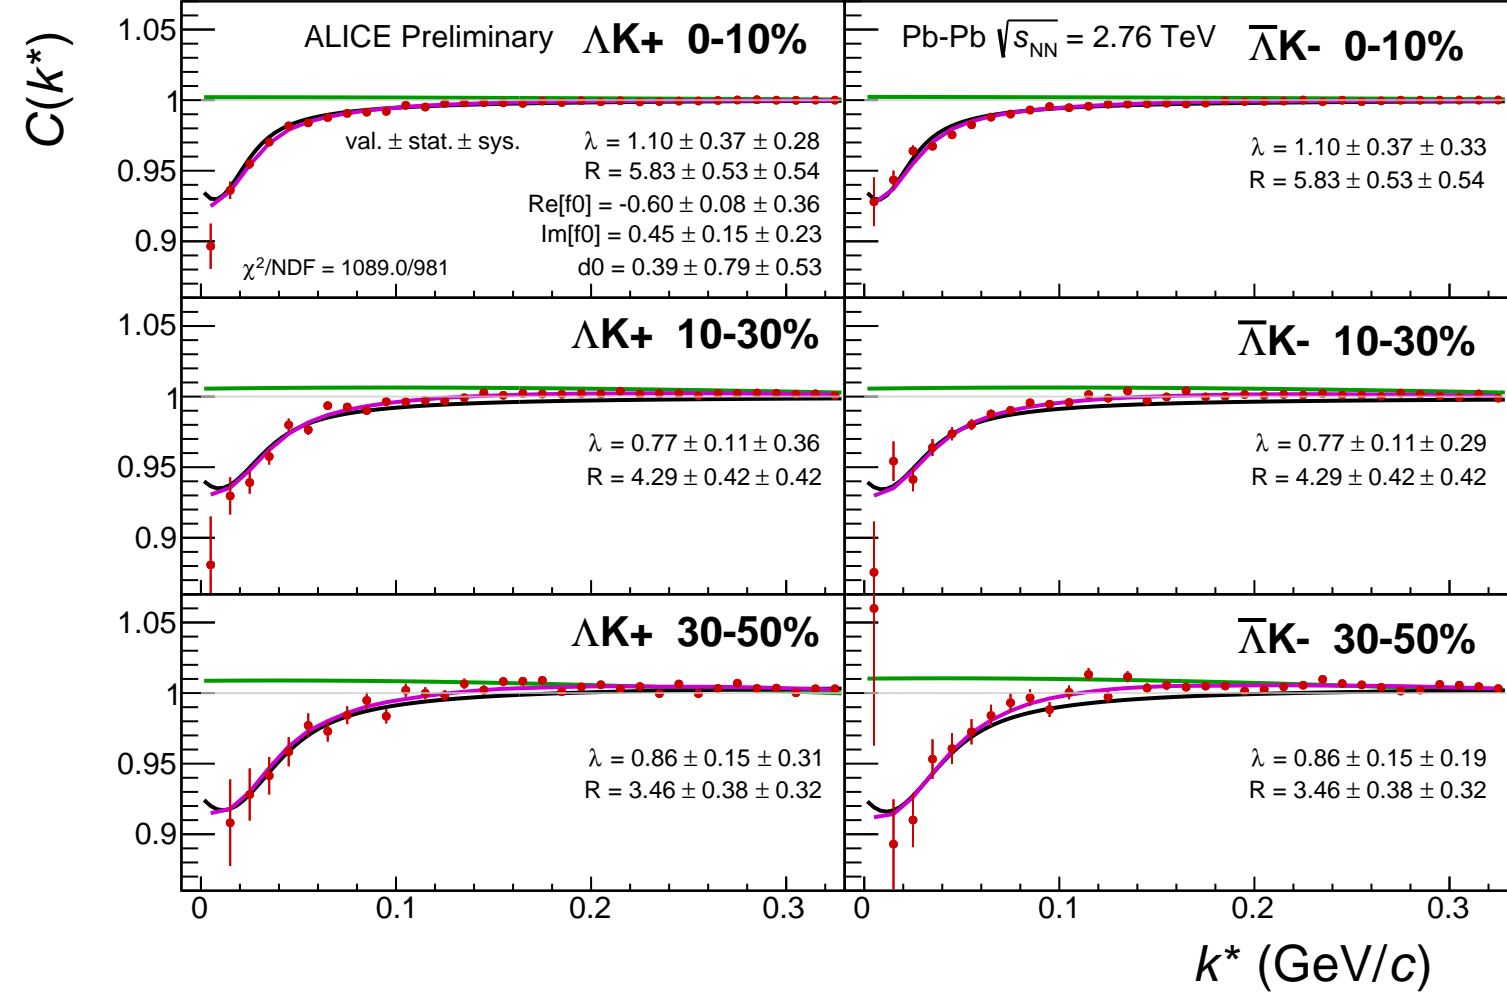 C(k*)
ALICE Preliminary ΛK+ 0-10%
1.05
1
0.95
0.9
val. ± stat. ± sys.
λ = 1.10 ± 0.37 ± 0.28
R = 5.83 ± 0.53 ± 0.54
Re[f0] = -0.60 ± 0.08 ± 0.36
Im[f0] = 0.45 ± 0.15 ± 0.23
d0 = 0.39 ± 0.79 ± 0.53
χ²/NDF = 1089.0/981
Pb-Pb √sNN = 2.76 TeV Λ̅K- 0-10%
λ = 1.10 ± 0.37 ± 0.33
R = 5.83 ± 0.53 ± 0.54
ΛK+ 10-30%
1.05
1
0.95
0.9
λ = 0.77 ± 0.11 ± 0.36
R = 4.29 ± 0.42 ± 0.42
Λ̅K- 10-30%
λ = 0.77 ± 0.11 ± 0.29
R = 4.29 ± 0.42 ± 0.42
ΛK+ 30-50%
1.05
1
0.95
0.9
λ = 0.86 ± 0.15 ± 0.31
R = 3.46 ± 0.38 ± 0.32
Λ̅K- 30-50%
λ = 0.86 ± 0.15 ± 0.19
R = 3.46 ± 0.38 ± 0.32
0 0.1 0.2 0.3 0 0.1 0.2 0.3
k* (GeV/c)